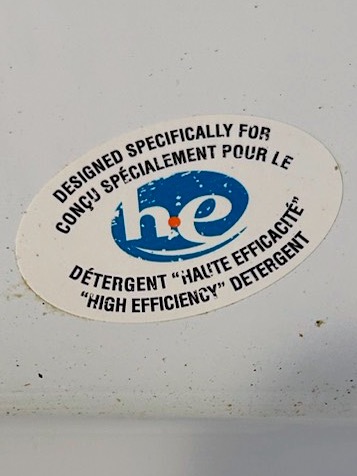 DESIGNED SPECIFICALLY FOR
CONÇU SPÉCIALEMENT POUR LE
he
DÉTERGENT "HAUTE EFFICACITÉ"
"HIGH EFFICIENCY" DETERGENT